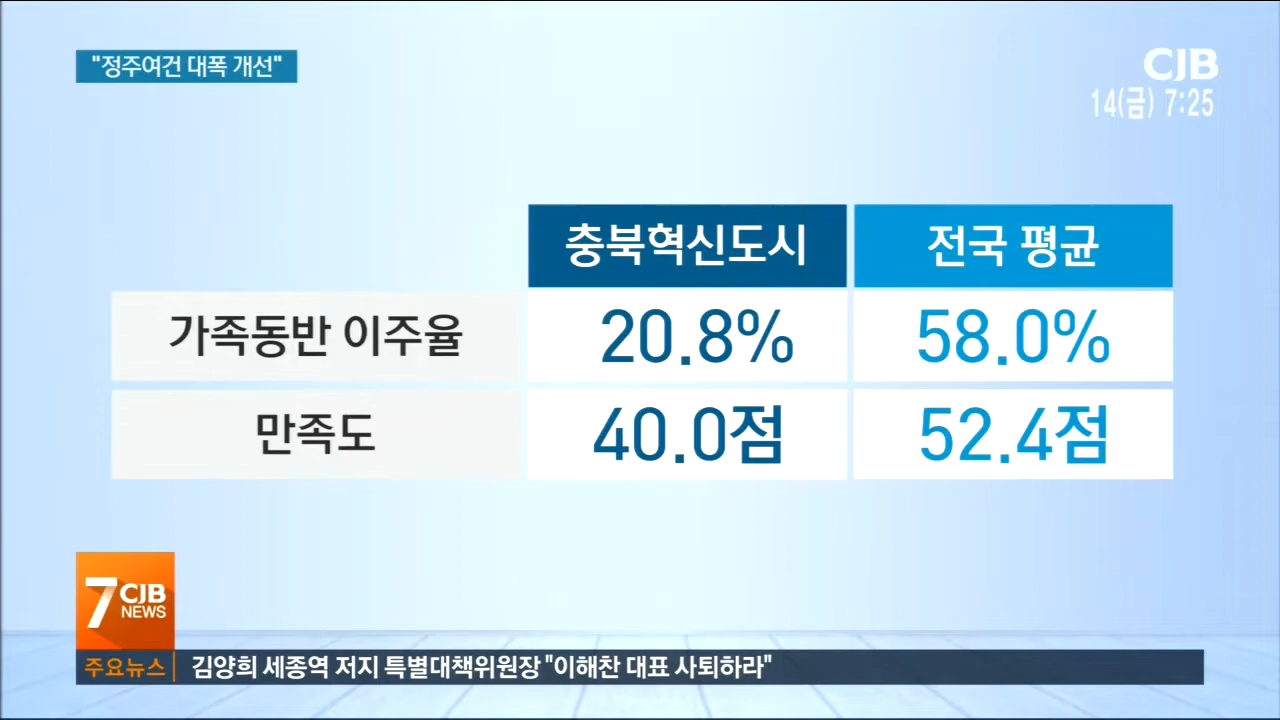 "정주여건 대폭 개선"
CJB
14(금) 7:25
충북혁신도시 전국 평균
가족동반 이주율 20.8% 58.0%
만족도 40.0점 52.4점
7 CJB NEWS
주요뉴스 김양희 세종역 저지 특별대책위원장 "이해찬 대표 사퇴하라"